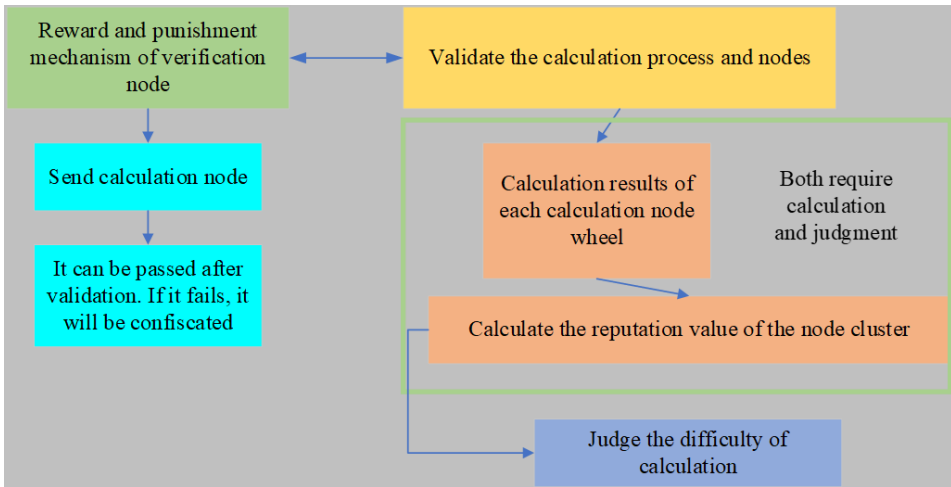 Reward and punishment
mechanism of verification
node
Validate the calculation process and nodes
Send calculation node
It can be passed after
validation. If it fails, it
will be confiscated
Calculation results of
each calculation node
wheel
Both require
calculation
and judgment
Calculate the reputation value of the node cluster
Judge the difficulty of
calculation